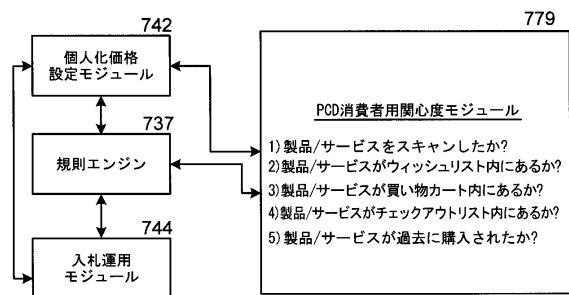 742
個人化価格
設定モジュール
737
規則エンジン
744
入札運用
モジュール
779
PCD消費者用関心度モジュール
1)製品/サービスをスキャンしたか?
2)製品/サービスがウィッシュリスト内にあるか?
3)製品/サービスが買い物カート内にあるか?
4)製品/サービスがチェックアウトリスト内にあるか?
5)製品/サービスが過去に購入されたか?